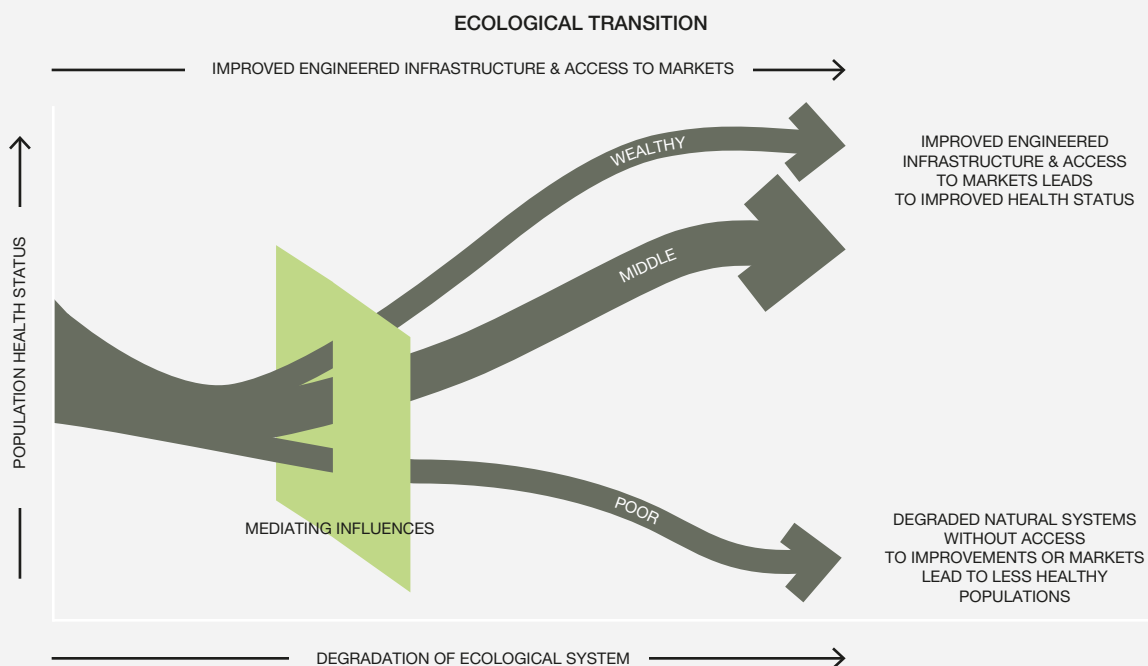 ECOLOGICAL TRANSITION
IMPROVED ENGINEERED INFRASTRUCTURE & ACCESS TO MARKETS
POPULATION HEALTH STATUS
WEALTHY
MIDDLE
POOR
MEDIATING INFLUENCES
IMPROVED ENGINEERED
INFRASTRUCTURE & ACCESS
TO MARKETS LEADS
TO IMPROVED HEALTH STATUS
DEGRADED NATURAL SYSTEMS
WITHOUT ACCESS
TO IMPROVEMENTS OR MARKETS
LEAD TO LESS HEALTHY
POPULATIONS
DEGRADATION OF ECOLOGICAL SYSTEM